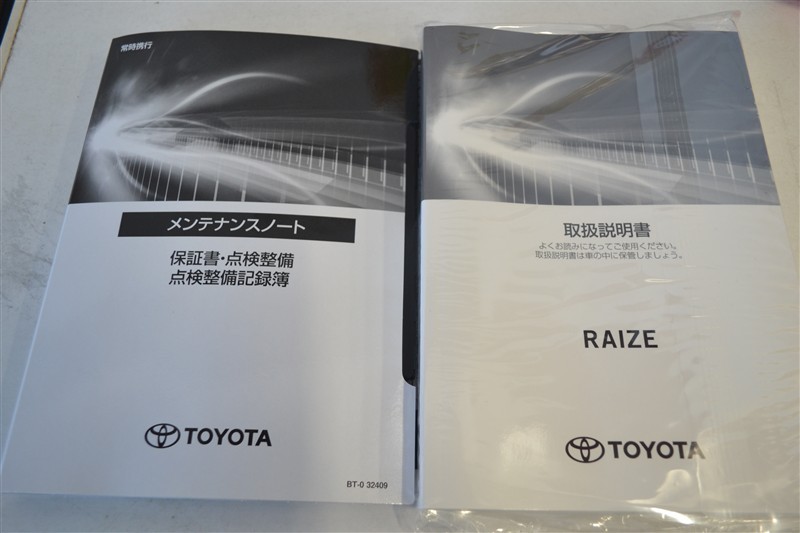 常時携行
メンテナンスノート
保証書・点検整備
点検整備記録簿
TOYOTA
BT-0 32409
取扱説明書
よくお読みになってご使用ください。
取扱説明書は車の中に保管しましょう。
RAIZE
TOYOTA